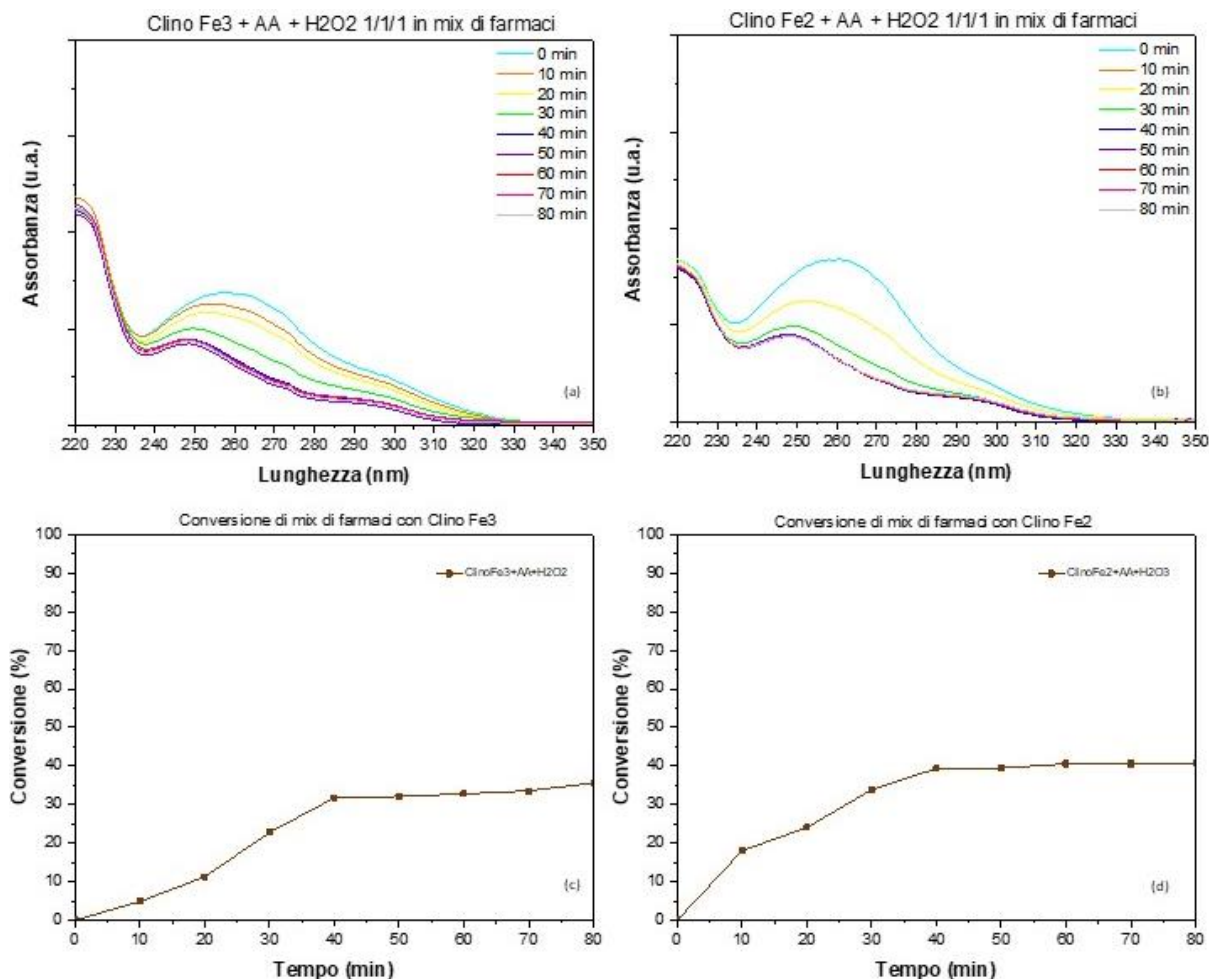 Clino Fe3 + AA + H2O2 1/1/1 in mix di farmaci
0 min
10 min
20 min
30 min
40 min
50 min
60 min
70 min
80 min
Assorbanza (u.a.)
(a)
220 230 240 250 260 270 280 290 300 310 320 330 340 350
Lunghezza (nm)
Clino Fe2 + AA + H2O2 1/1/1 in mix di farmaci
0 min
10 min
20 min
30 min
40 min
50 min
60 min
70 min
80 min
Assorbanza (u.a.)
(b)
220 230 240 250 260 270 280 290 300 310 320 330 340 350
Lunghezza (nm)
Conversione di mix di farmaci con Clino Fe3
100
90
80
70
60
50
40
30
20
10
0
ClinoFe3+AA+H2O2
Conversione (%)
(c)
0 10 20 30 40 50 60 70 80
Tempo (min)
Conversione di mix di farmaci con Clino Fe2
100
90
80
70
60
50
40
30
20
10
0
ClinoFe2+AA+H2O3
Conversione (%)
(d)
0 10 20 30 40 50 60 70 80
Tempo (min)